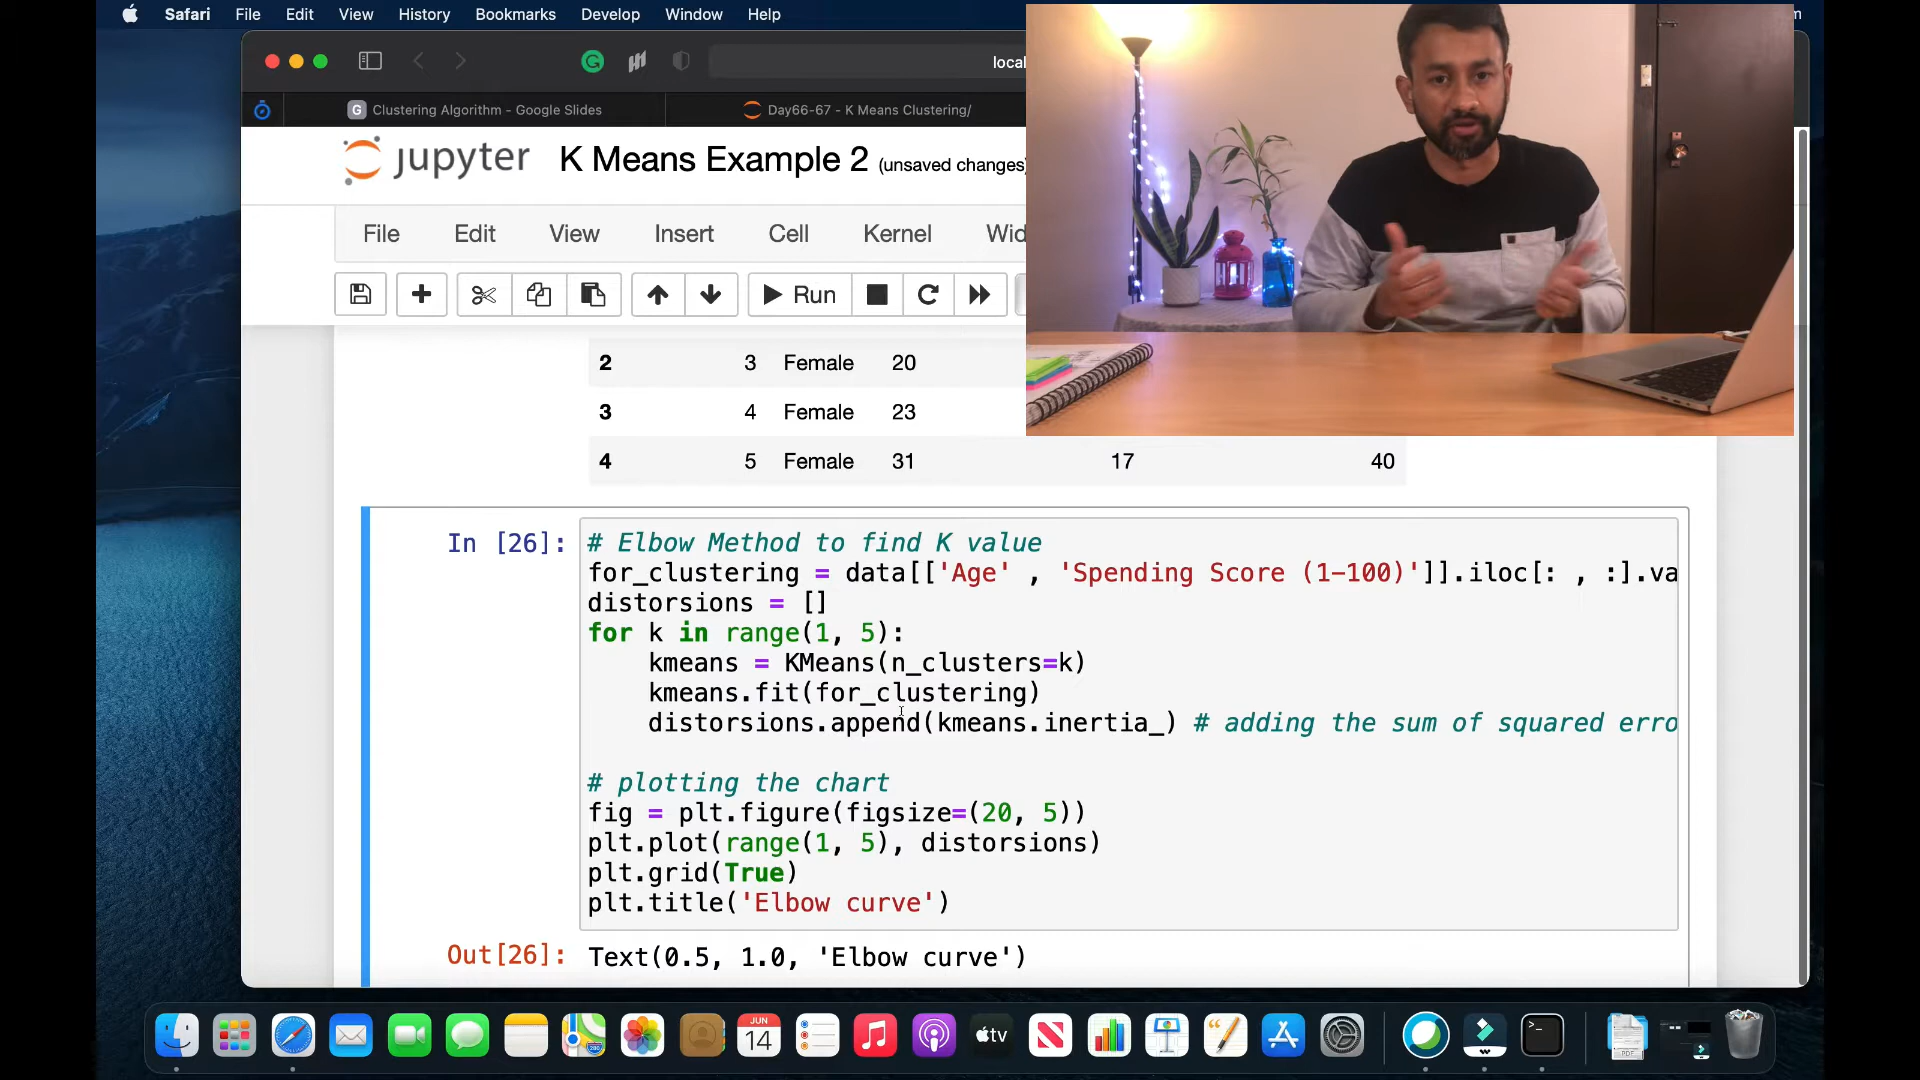 Safari File Edit View History Bookmarks Develop Window Help
local
Clustering Algorithm - Google Slides
Day66-67 - K Means Clustering/
jupyter K Means Example 2 (unsaved changes)
File Edit View Insert Cell Kernel Wid
Run
2 3 Female 20
3 4 Female 23
4 5 Female 31 17 40
In [26]:
# Elbow Method to find K value
for_clustering = data[['Age' , 'Spending Score (1-100)']].iloc[: , :].va
distorsions = []
for k in range(1, 5):
    kmeans = KMeans(n_clusters=k)
    kmeans.fit(for_clustering)
    distorsions.append(kmeans.inertia_) # adding the sum of squared erro
# plotting the chart
fig = plt.figure(figsize=(20, 5))
plt.plot(range(1, 5), distorsions)
plt.grid(True)
plt.title('Elbow curve')
Out[26]: Text(0.5, 1.0, 'Elbow curve')
JUN
14
tv
PDF